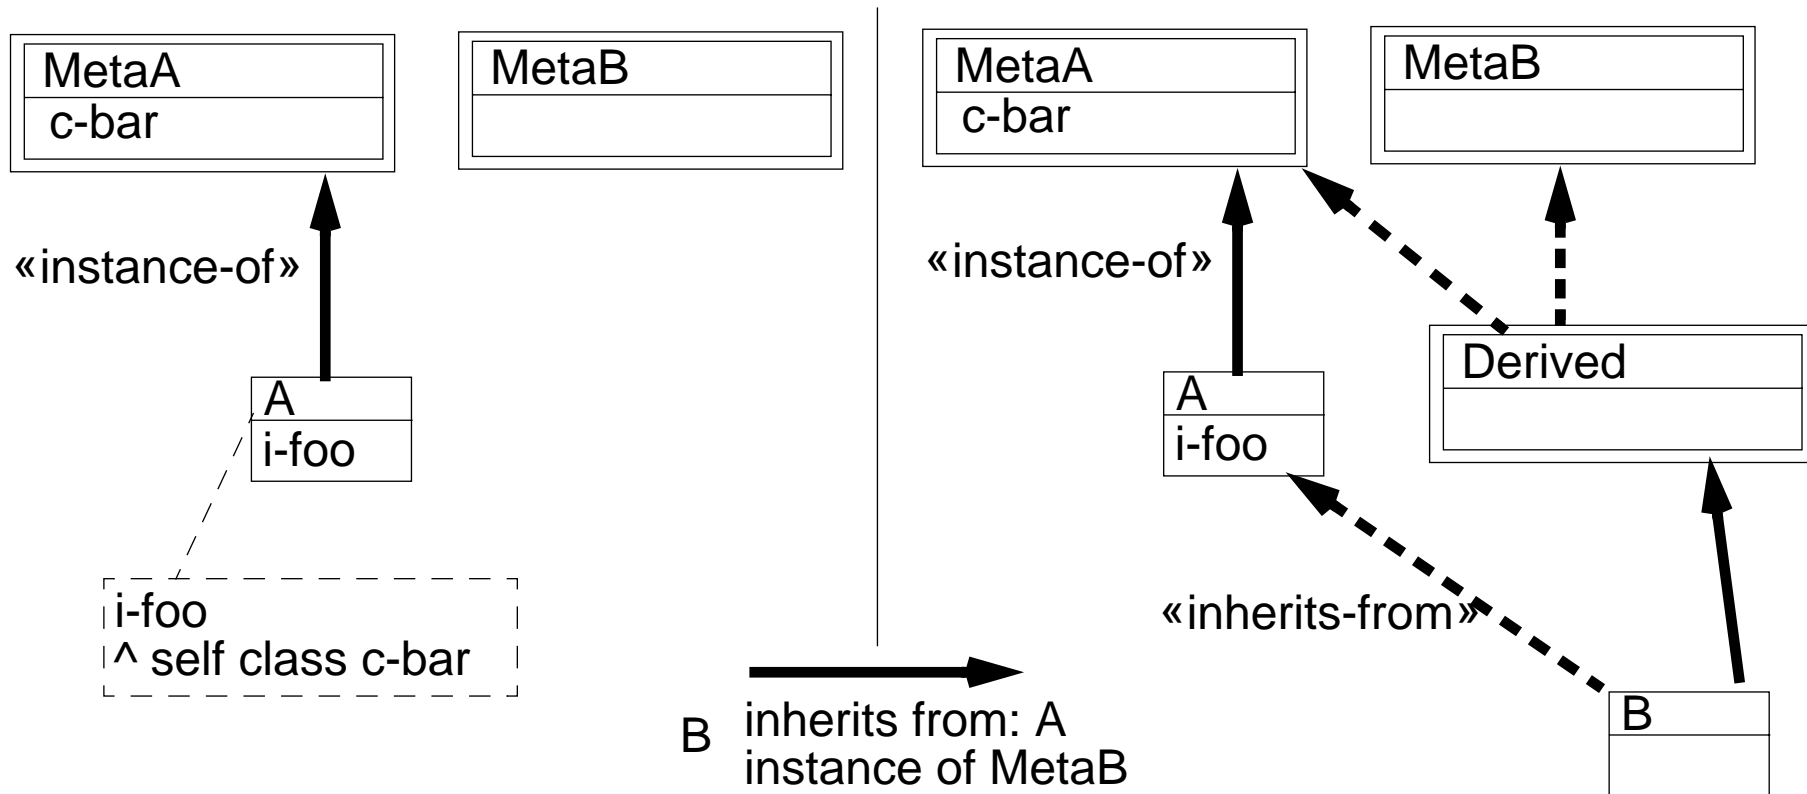 MetaA
c-bar
MetaB
«instance-of»
A
i-foo
i-foo
^ self class c-bar
B
inherits from: A
instance of MetaB
MetaA
c-bar
MetaB
«instance-of»
Derived
A
i-foo
«inherits-from»
B